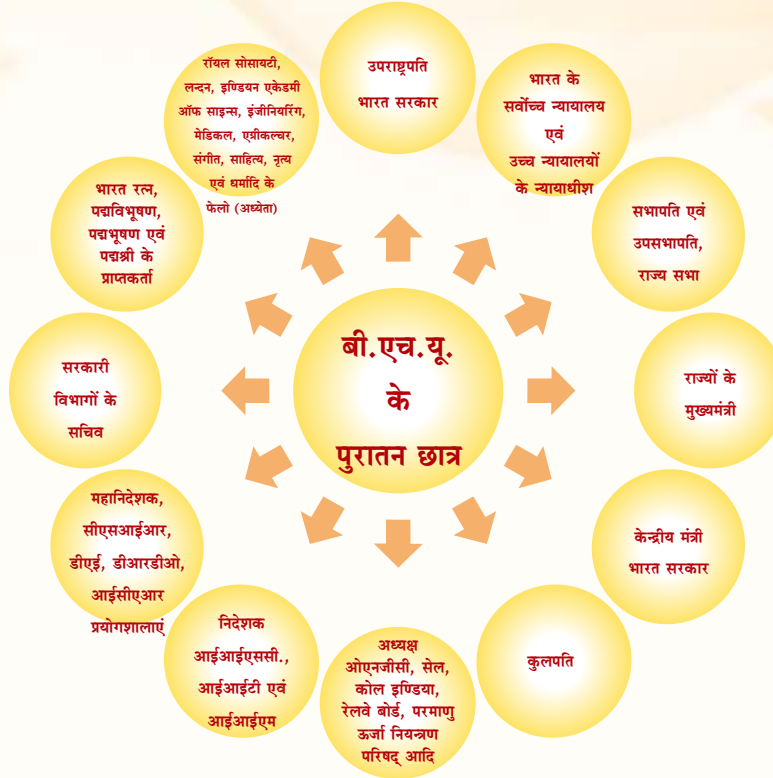 बी.एच.यू.
के
पुरातन छात्र
उपराष्ट्रपति
भारत सरकार
भारत के
सर्वोच्च न्यायालय
एवं
उच्च न्यायालयों
के न्यायाधीश
सभापति एवं
उपसभापति,
राज्य सभा
राज्यों के
मुख्यमंत्री
केन्द्रीय मंत्री
भारत सरकार
कुलपति
अध्यक्ष
ओएनजीसी, सेल,
कोल इण्डिया,
रेलवे बोर्ड, परमाणु
ऊर्जा नियन्त्रण
परिषद् आदि
निदेशक
आईआईएससी.,
आईआईटी एवं
आईआईएम
महानिदेशक,
सीएसआईआर,
डीएई, डीआरडीओ,
आईसीएआर
प्रयोगशालाएं
सरकारी
विभागों के
सचिव
भारत रत्न,
पद्मविभूषण,
पद्मभूषण एवं
पद्मश्री के
प्राप्तकर्ता
रॉयल सोसायटी,
लन्दन, इण्डियन एकेडमी
ऑफ साइन्स, इंजीनियरिंग,
मेडिकल, एग्रीकल्चर,
संगीत, साहित्य, नृत्य
एवं धर्मादि के
फेलो (अध्येता)